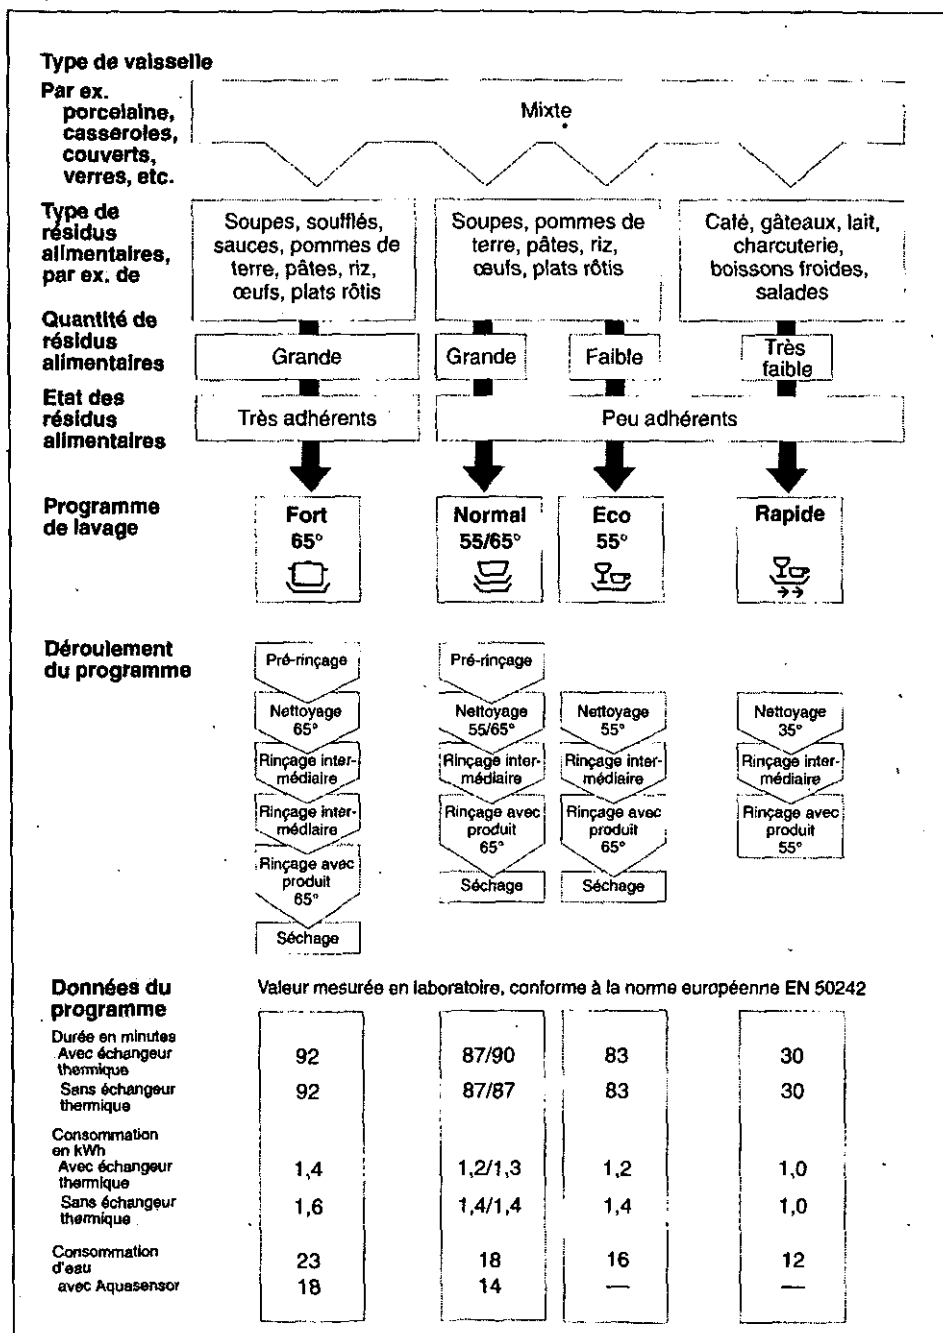 Type de vaisselle
Par ex.
porcelaine,
casseroles,
couverts,
verres, etc.
Mixte
Type de
résidus
alimentaires,
par ex. de
Soupes, soufflés,
sauces, pommes de
terre, pâtes, riz,
œufs, plats rôtis
Soupes, pommes de
terre, pâtes, riz,
œufs, plats rôtis
Café, gâteaux, lait,
charcuterie,
boissons froides,
salades
Quantité de
résidus
alimentaires
Grande
Grande
Faible
Très
faible
Etat des
résidus
alimentaires
Très adhérents
Peu adhérents
Programme
de lavage
Fort
65°
Normal
55/65°
Eco
55°
Rapide
Déroulement
du programme
Pré-rinçage
Nettoyage
65°
Rinçage inter-
médiaire
Rinçage inter-
médiaire
Rinçage avec
produit
65°
Séchage
Pré-rinçage
Nettoyage
55/65°
Rinçage inter-
médiaire
Rinçage avec
produit
65°
Séchage
Nettoyage
55°
Rinçage inter-
médiaire
Rinçage avec
produit
65°
Séchage
Nettoyage
35°
Rinçage inter-
médiaire
Rinçage avec
produit
55°
Données du
programme
Valeur mesurée en laboratoire, conforme à la norme européenne EN 50242
Durée en minutes
Avec échangeur
thermique
92 87/90 83 30
Sans échangeur
thermique
92 87/87 83 30
Consommation
en kWh
Avec échangeur
thermique
1,4 1,2/1,3 1,2 1,0
Sans échangeur
thermique
1,6 1,4/1,4 1,4 1,0
Consommation
d'eau
23 18 16 12
avec Aquasensor 18 14 — —